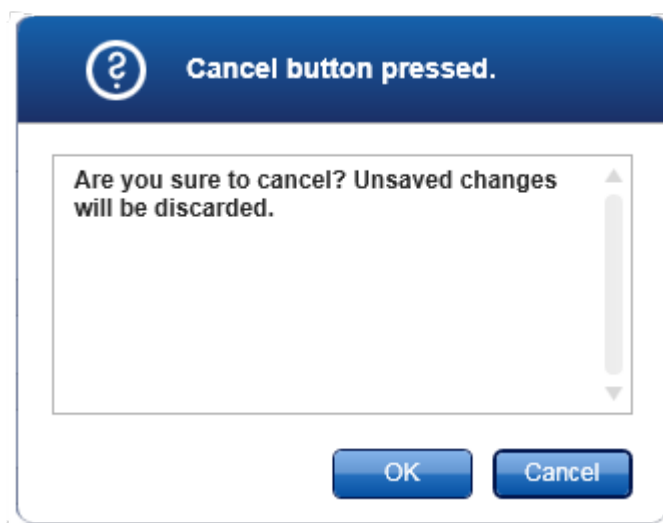 Cancel button pressed.
Are you sure to cancel? Unsaved changes
will be discarded.
OK
Cancel